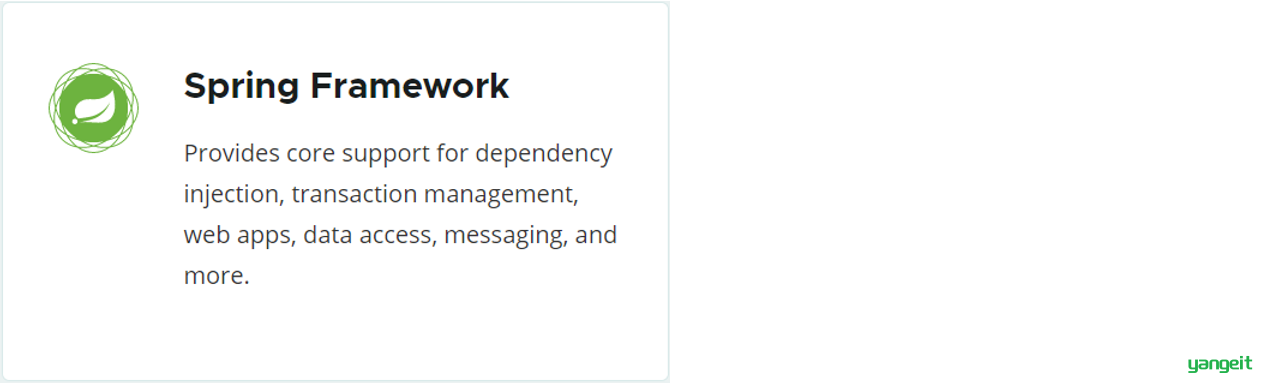 Spring Framework
Provides core support for dependency
injection, transaction management,
web apps, data access, messaging, and
more.
yangeit